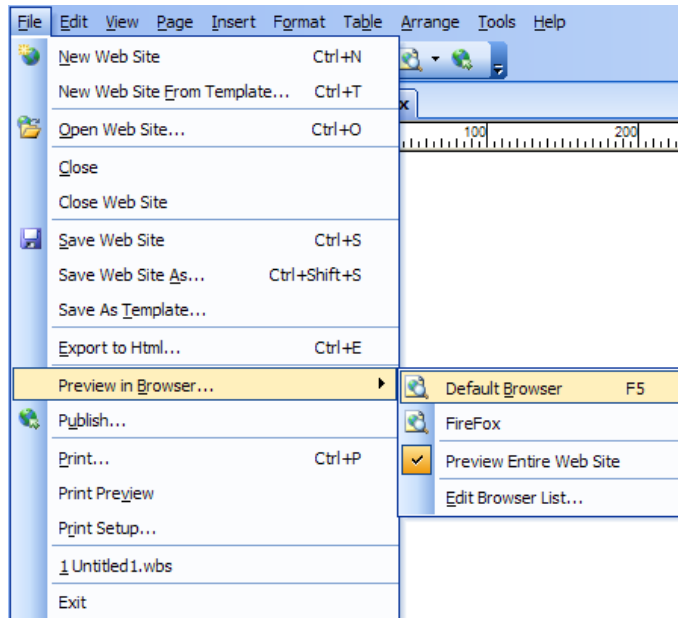 File Edit View Page Insert Format Table Arrange Tools Help
New Web Site Ctrl+N
New Web Site From Template... Ctrl+T
x
Open Web Site... Ctrl+O
100 200
Close
Close Web Site
Save Web Site Ctrl+S
Save Web Site As... Ctrl+Shift+S
Save As Template...
Export to Html... Ctrl+E
Preview in Browser...
Default Browser F5
Publish...
FireFox
Print... Ctrl+P
Preview Entire Web Site
Print Preview
Edit Browser List...
Print Setup...
1 Untitled1.wbs
Exit